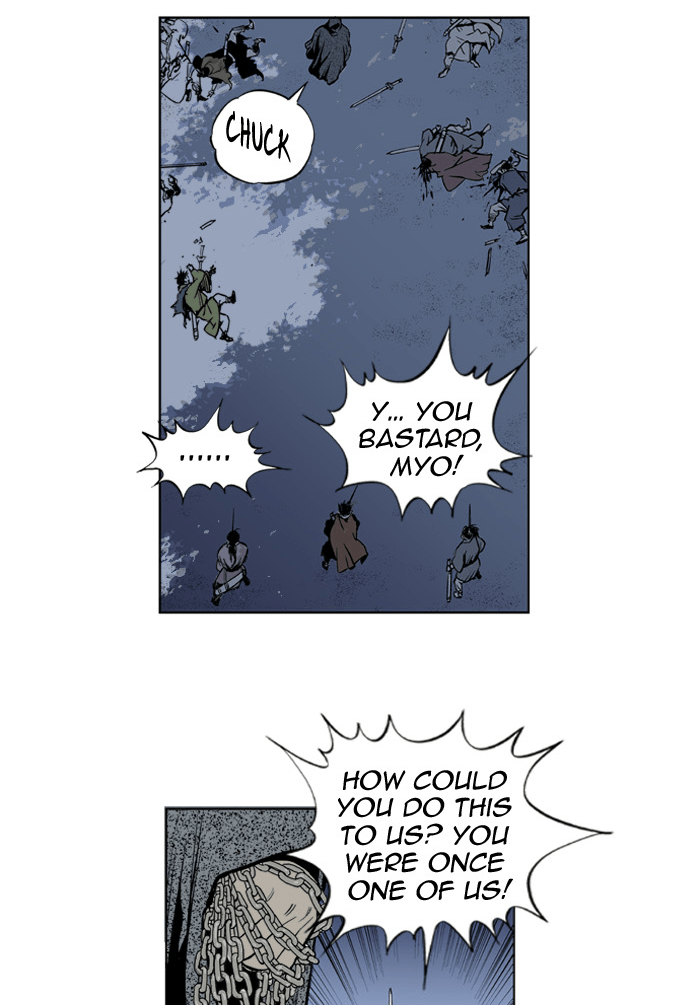 CHUCK
......
Y... YOU
BASTARD,
MYO!
HOW COULD
YOU DO THIS
TO US? YOU
WERE ONCE
ONE OF US!